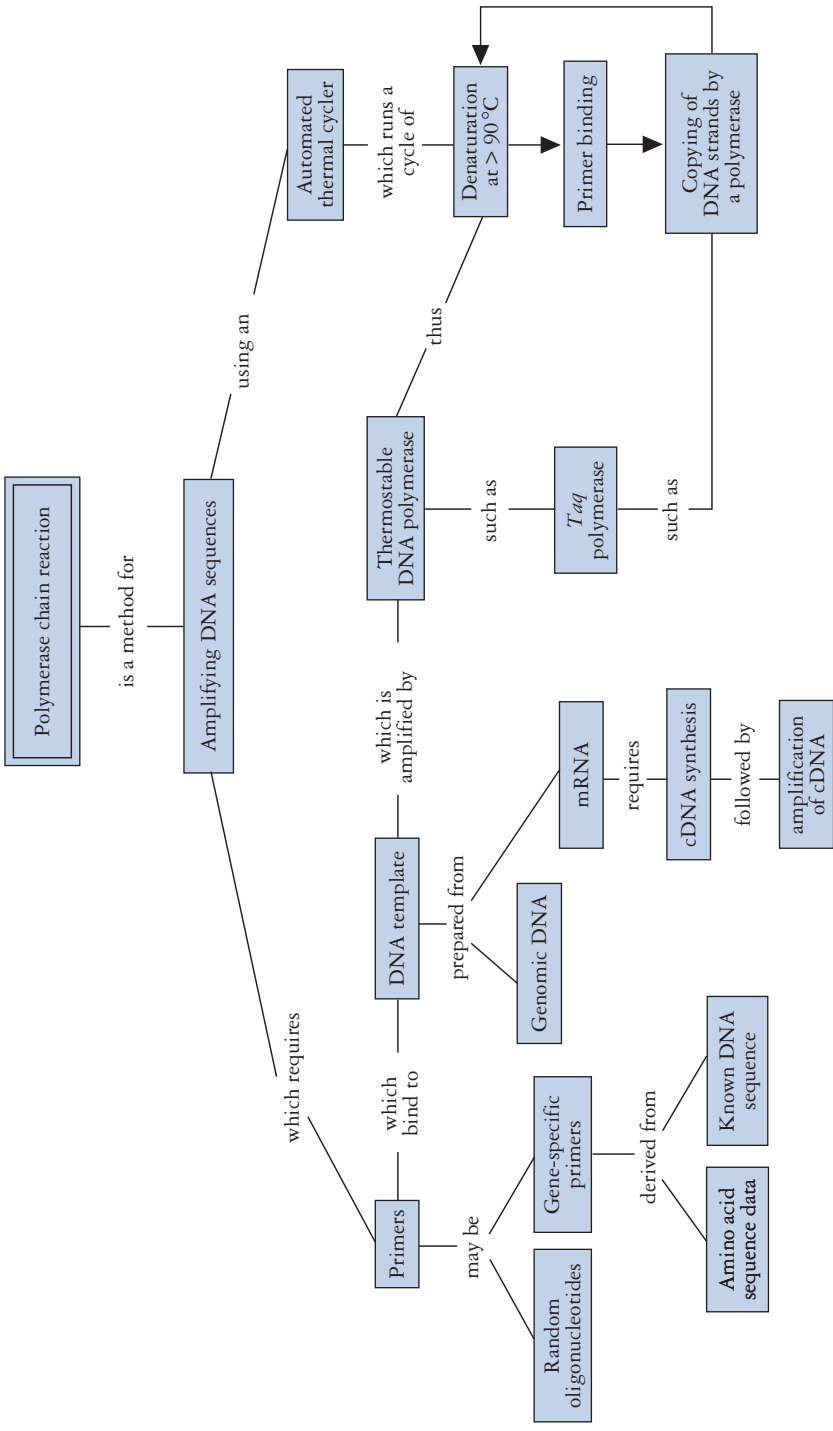 Polymerase chain reaction
is a method for
Amplifying DNA sequences
which requires
using an
Primers
which
bind to
DNA template
which is
amplified by
Thermostable
DNA polymerase
thus
Automated
thermal cycler
which runs a
cycle of
Denaturation
at > 90 °C
Primer binding
Copying of
DNA strands by
a polymerase
may be
Random
oligonucleotides
Gene-specific
primers
derived from
Amino acid
sequence data
Known DNA
sequence
prepared from
Genomic DNA
mRNA
requires
cDNA synthesis
followed by
amplification
of cDNA
such as
Taq
polymerase
such as